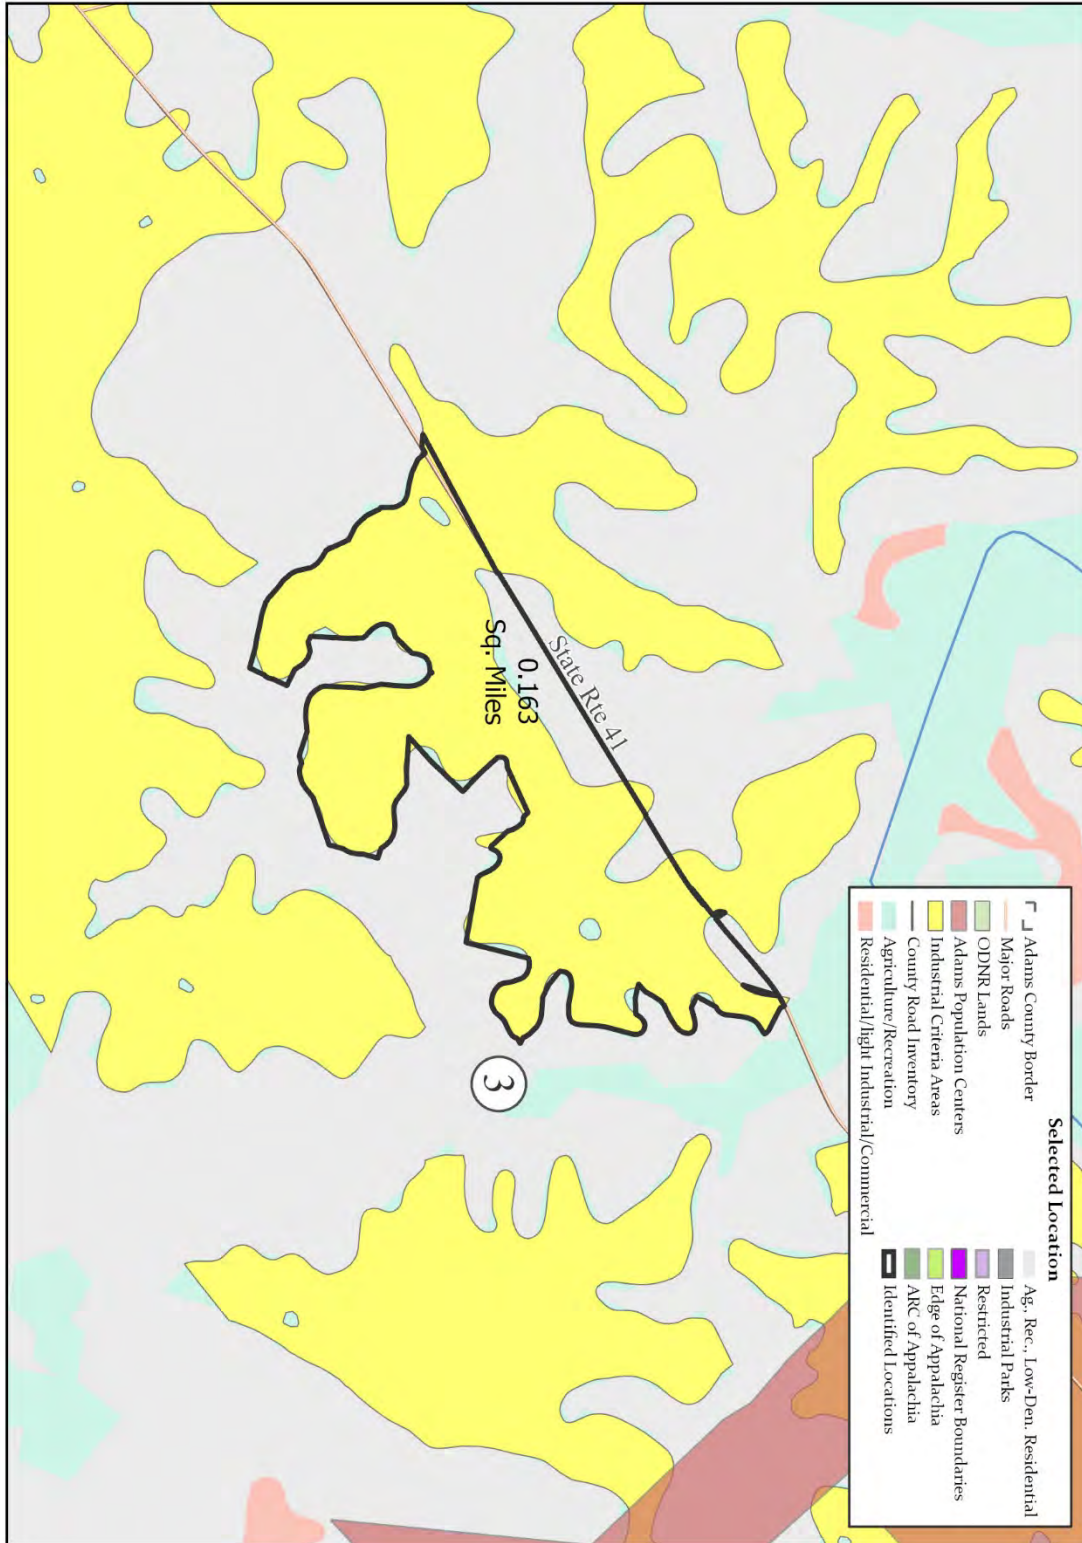 Selected Location
Adams County Border
Major Roads
ODNR Lands
Adams Population Centers
Industrial Criteria Areas
County Road Inventory
Agriculture/Recreation
Residential/light Industrial/Commercial
Ag., Rec., Low-Den. Residential
Industrial Parks
Restricted
National Register Boundaries
Edge of Appalachia
ARC of Appalachia
Identified Locations
State Rte 41
0.163
Sq. Miles
3